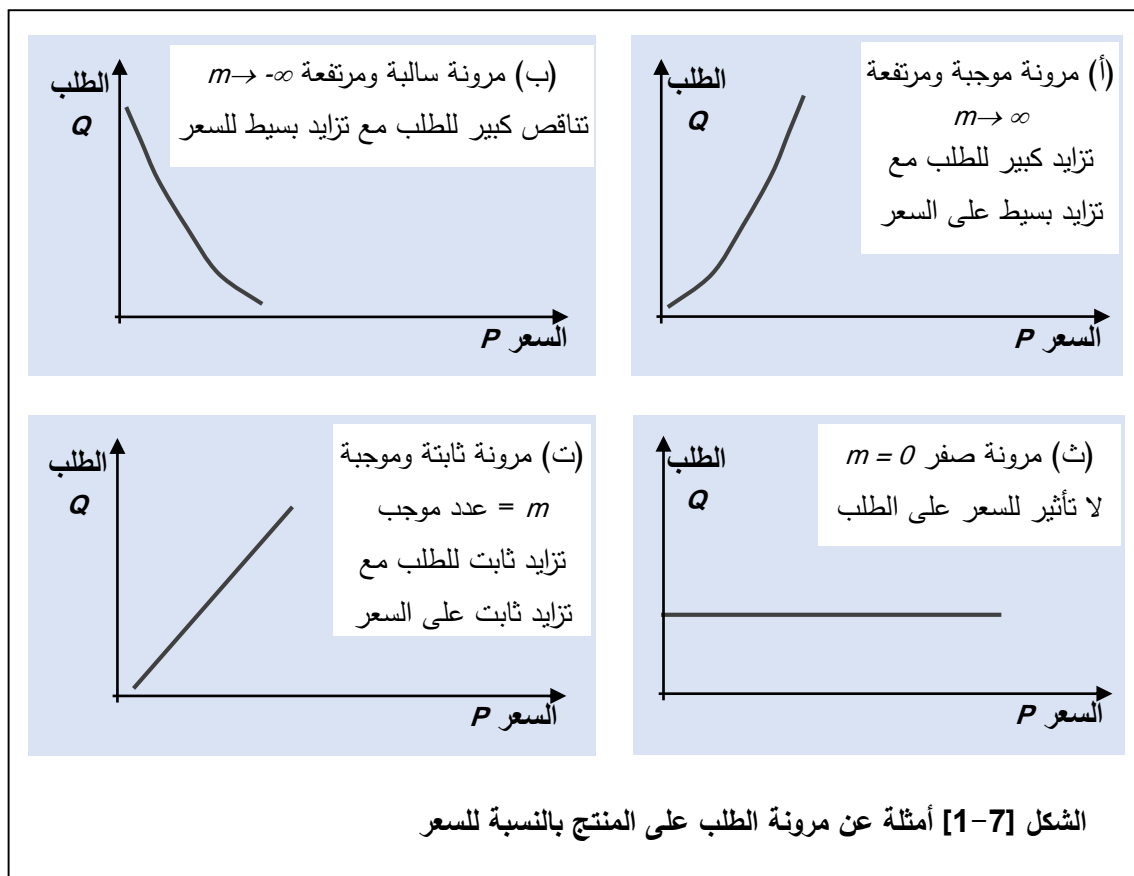 (أ) مرونة موجبة ومرتفعة
m→ ∞
تزايد كبير للطلب مع
تزايد بسيط على السعر
الطلب
Q
السعر P
(ب) مرونة سالبة ومرتفعة m→ -∞
تناقص كبير للطلب مع تزايد بسيط للسعر
الطلب
Q
السعر P
(ث) مرونة صفر m = 0
لا تأثير للسعر على الطلب
الطلب
Q
السعر P
(ت) مرونة ثابتة وموجبة
m = عدد موجب
تزايد ثابت للطلب مع
تزايد ثابت على السعر
الطلب
Q
السعر P
الشكل [7-1] أمثلة عن مرونة الطلب على المنتج بالنسبة للسعر